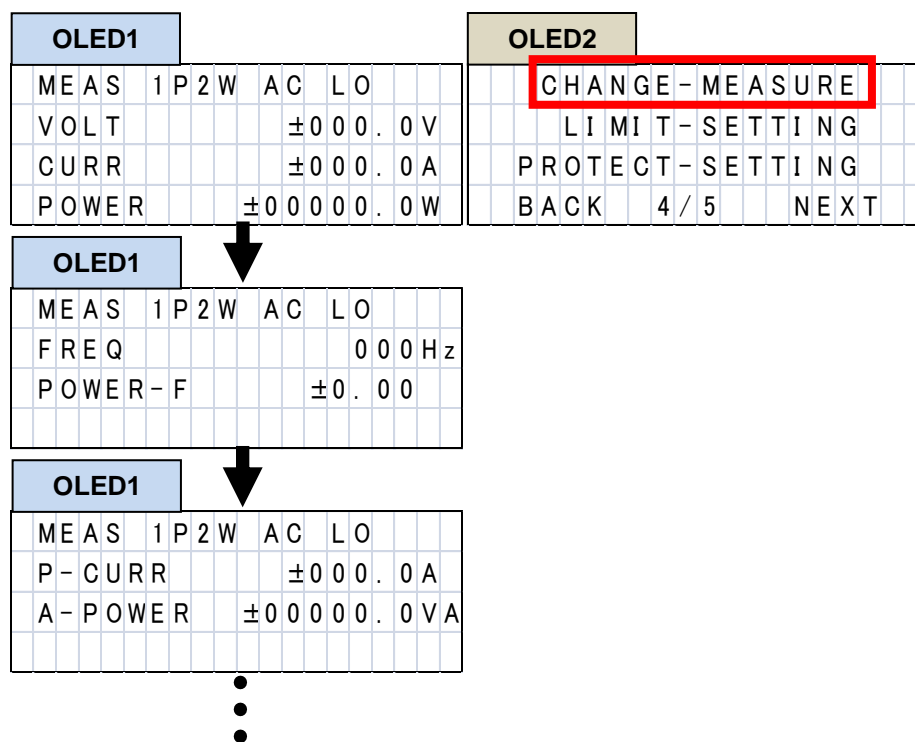 OLED1
MEAS 1P2W AC LO
VOLT ±000.0V
CURR ±000.0A
POWER ±00000.0W
OLED2
CHANGE-MEASURE
LIMIT-SETTING
PROTECT-SETTING
BACK 4/5 NEXT
OLED1
MEAS 1P2W AC LO
FREQ 000Hz
POWER-F ±0.00
OLED1
MEAS 1P2W AC LO
P-CURR ±000.0A
A-POWER ±00000.0VA